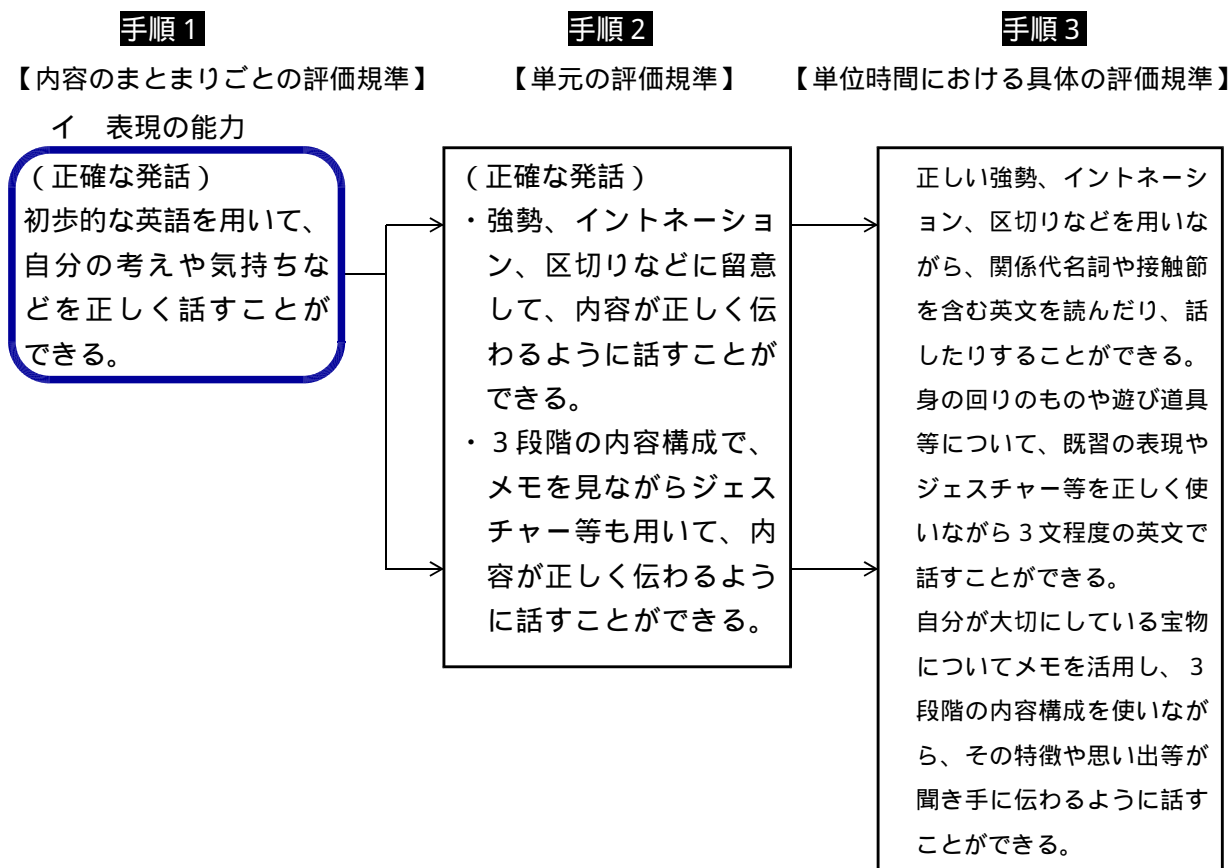 手順1
手順2
手順3
【内容のまとまりごとの評価規準】
【単元の評価規準】
【単位時間における具体の評価規準】
イ 表現の能力
(正確な発話)
初歩的な英語を用いて、
自分の考えや気持ちな
どを正しく話すことが
できる。
(正確な発話)
・強勢、イントネーショ
ン、区切りなどに留意
して、内容が正しく伝
わるように話すことが
できる。
・3段階の内容構成で、
メモを見ながらジェス
チャー等も用いて、内
容が正しく伝わるよう
に話すことができる。
正しい強勢、イントネーシ
ョン、区切りなどを用いな
がら、関係代名詞や接触節
を含む英文を読んだり、話
したりすることができる。
身の回りのものや遊び道具
等について、既習の表現や
ジェスチャー等を正しく使
いながら3文程度の英文で
話すことができる。
自分が大切にしている宝物
についてメモを活用し、3
段階の内容構成を使いなが
ら、その特徴や思い出等が
聞き手に伝わるように話す
ことができる。